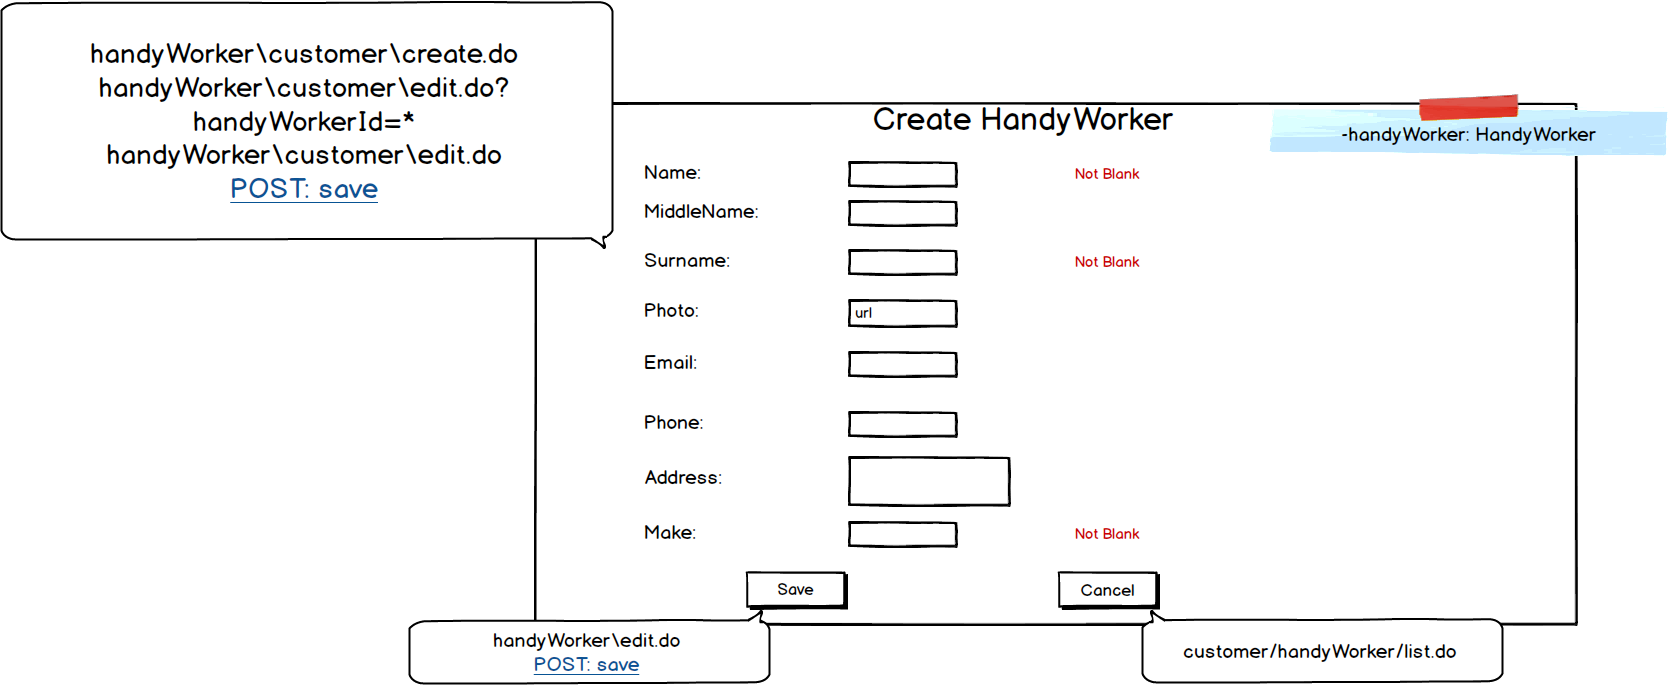 handyWorker\customer\create.do
handyWorker\customer\edit.do?
handyWorkerId=*
handyWorker\customer\edit.do
POST: save
Create HandyWorker
-handyWorker: HandyWorker
Name:
Not Blank
MiddleName:
Surname:
Not Blank
Photo:
url
Email:
Phone:
Address:
Make:
Not Blank
Save
Cancel
handyWorker\edit.do
POST: save
customer/handyWorker/list.do